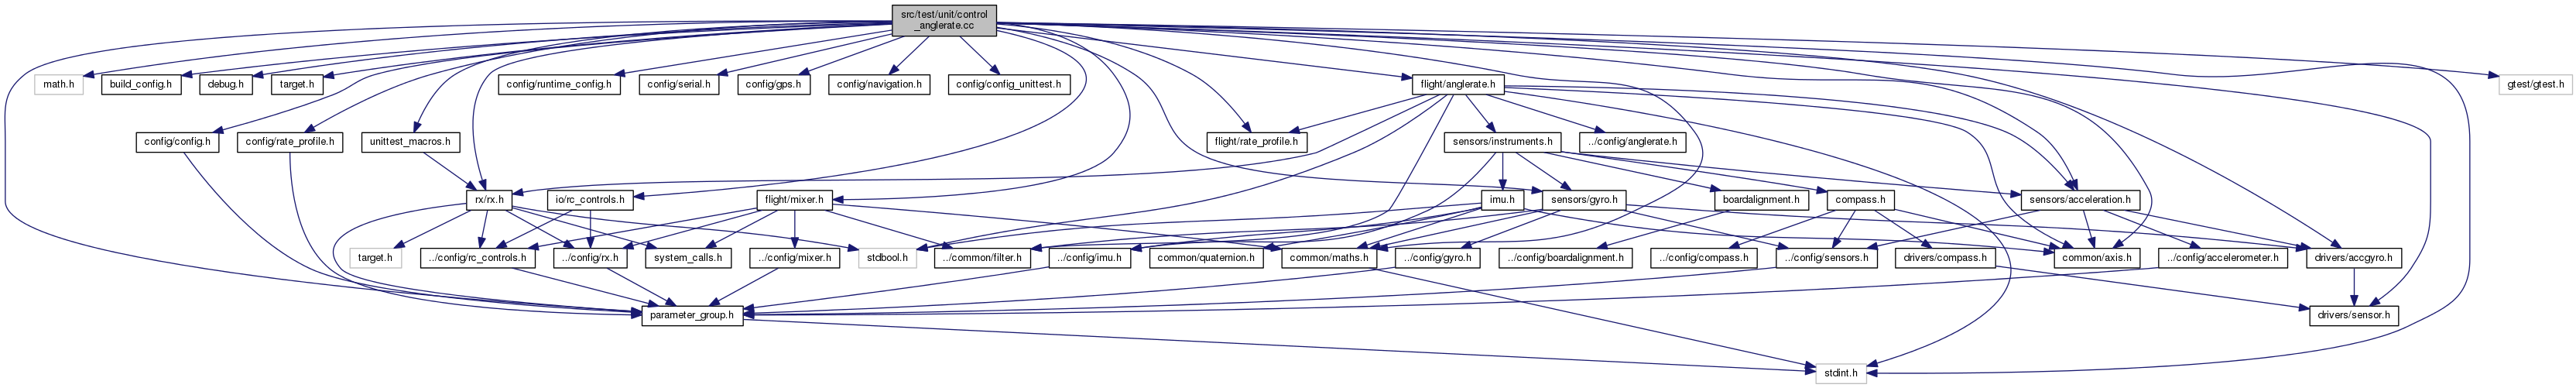 src/test/unit/control
_anglerate.cc
math.h
build_config.h
debug.h
target.h
config/runtime_config.h
config/serial.h
config/gps.h
config/navigation.h
config/config_unittest.h
flight/anglerate.h
gtest/gtest.h
config/config.h
config/rate_profile.h
unittest_macros.h
flight/rate_profile.h
sensors/instruments.h
../config/anglerate.h
rx/rx.h
io/rc_controls.h
flight/mixer.h
imu.h
sensors/gyro.h
boardalignment.h
compass.h
sensors/acceleration.h
target.h
../config/rc_controls.h
../config/rx.h
system_calls.h
../config/mixer.h
stdbool.h
../common/filter.h
../config/imu.h
common/quaternion.h
common/maths.h
../config/gyro.h
../config/boardalignment.h
../config/compass.h
../config/sensors.h
drivers/compass.h
common/axis.h
../config/accelerometer.h
drivers/accgyro.h
parameter_group.h
drivers/sensor.h
stdint.h